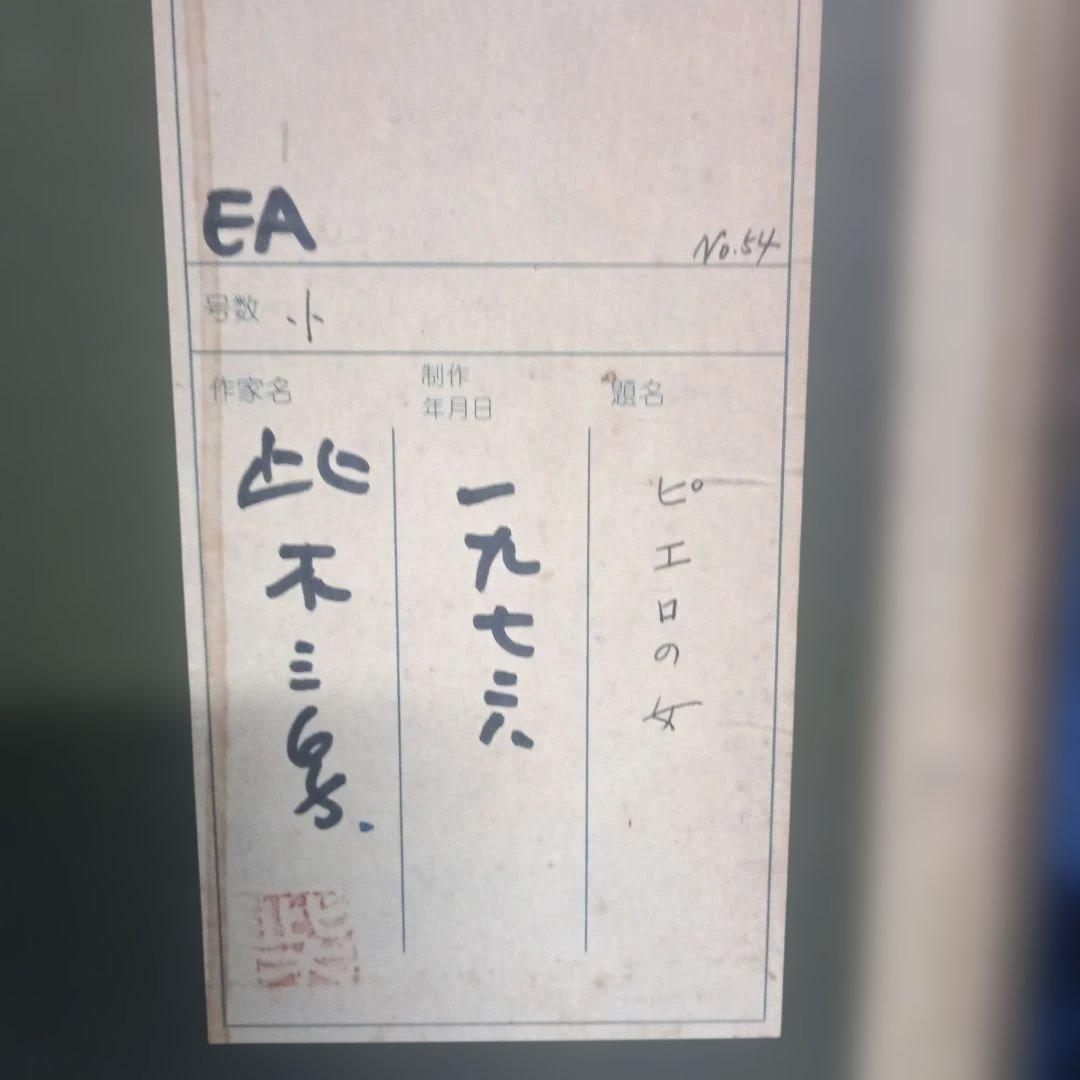 EA
No.54
号数 小
題名
ピエロの女
制作
年月日
一九七
作家名
此木三